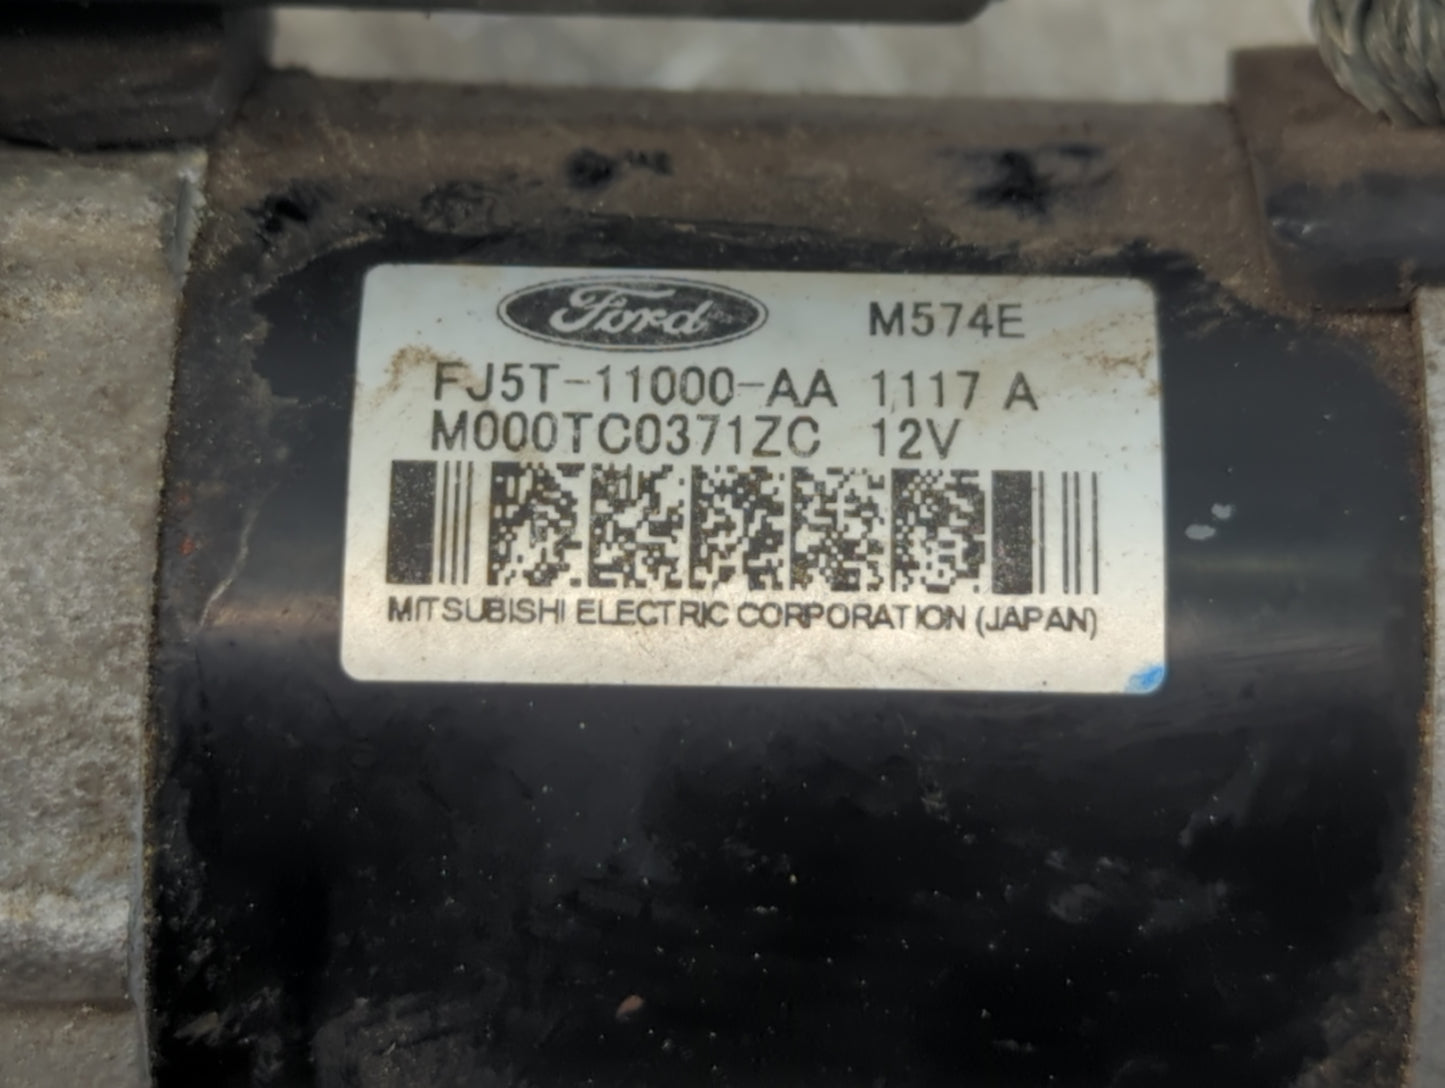 Ford M574E
FJ5T-11000-AA 1117 A
M000TC0371ZC 12V
MITSUBISHI ELECTRIC CORPORATION (JAPAN)